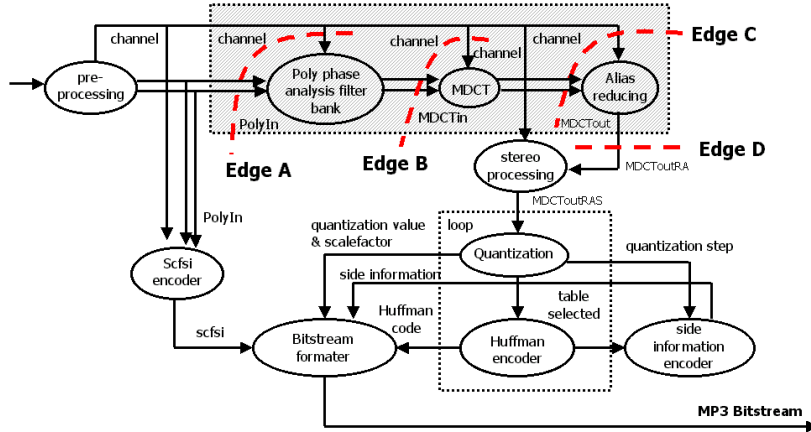 channel
channel
channel
channel
channel
Edge C
pre-
processing
Poly phase
analysis filter
bank
MDCT
Alias
reducing
PolyIn
MDCTin
MDCTout
Edge A
Edge B
Edge D
stereo
processing
MDCToutRA
MDCToutRAS
PolyIn
quantization value
& scalefactor
loop
Quantization
quantization step
Scfsi
encoder
side information
Huffman
code
table
selected
scfsi
Bitstream
formater
Huffman
encoder
side
information
encoder
MP3 Bitstream